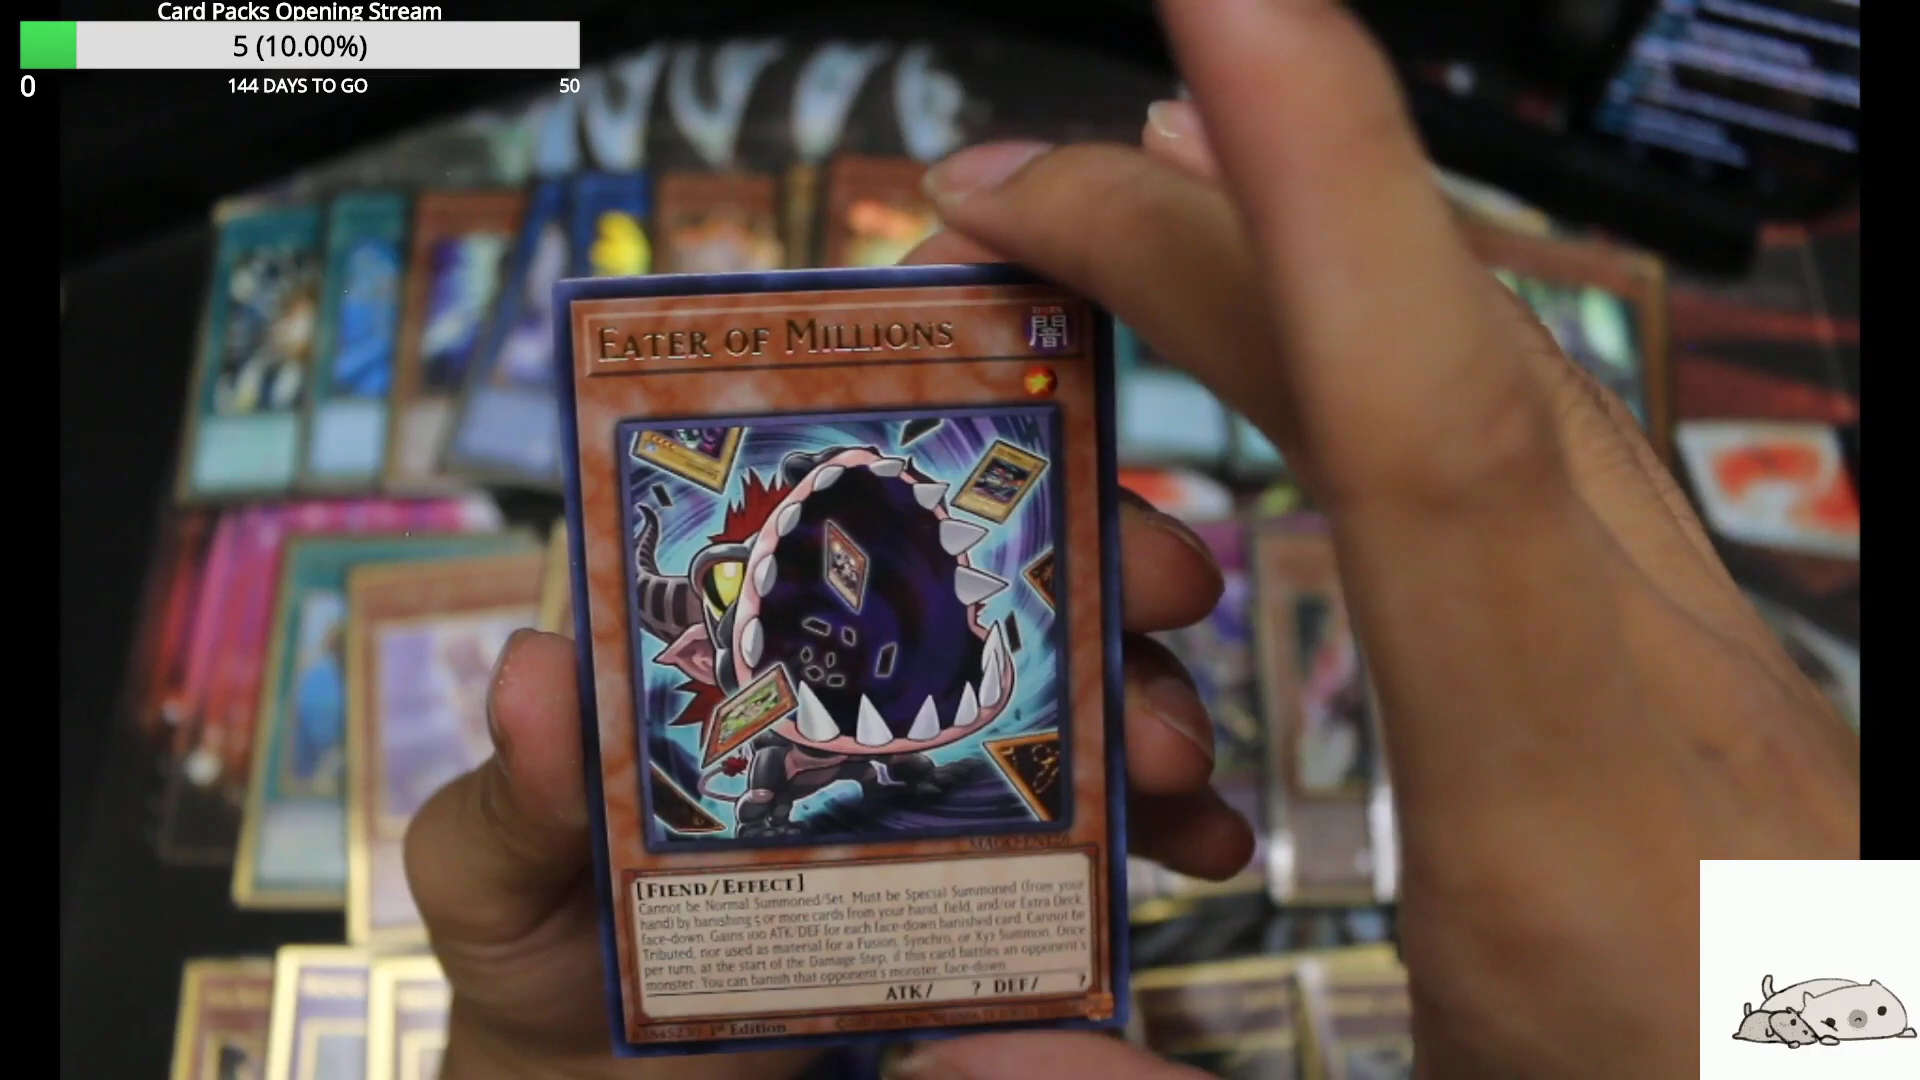 Card Packs Opening Stream
5 (10.00%)
0
144 DAYS TO GO
50
Eater of Millions
闇
MAGO-EN126
[Fiend/Effect]
Cannot be Normal Summoned/Set. Must be Special Summoned (from your
hand) by banishing 5 or more cards from your hand, field, and/or Extra Deck,
face-down. Gains 100 ATK/DEF for each face-down banished card. Cannot be
Tributed, nor used as material for a Fusion, Synchro, or Xyz Summon. Once
per turn, at the start of the Damage Step, if this card battles an opponent's
monster: You can banish that opponent's monster, face-down.
ATK/ ? DEF/ ?
1st Edition